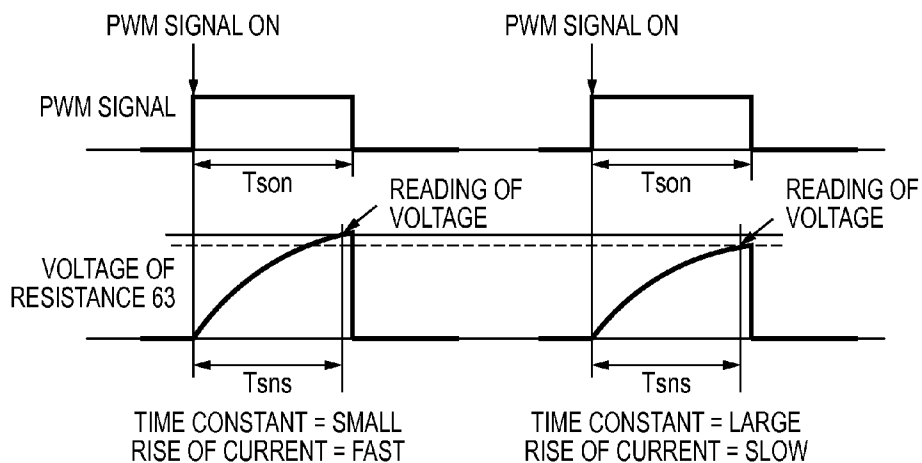 PWM SIGNAL ON
PWM SIGNAL ON
PWM SIGNAL
Tson
Tson
READING OF
VOLTAGE
READING OF
VOLTAGE
VOLTAGE OF
RESISTANCE 63
Tsns
Tsns
TIME CONSTANT = SMALL
RISE OF CURRENT = FAST
TIME CONSTANT = LARGE
RISE OF CURRENT = SLOW